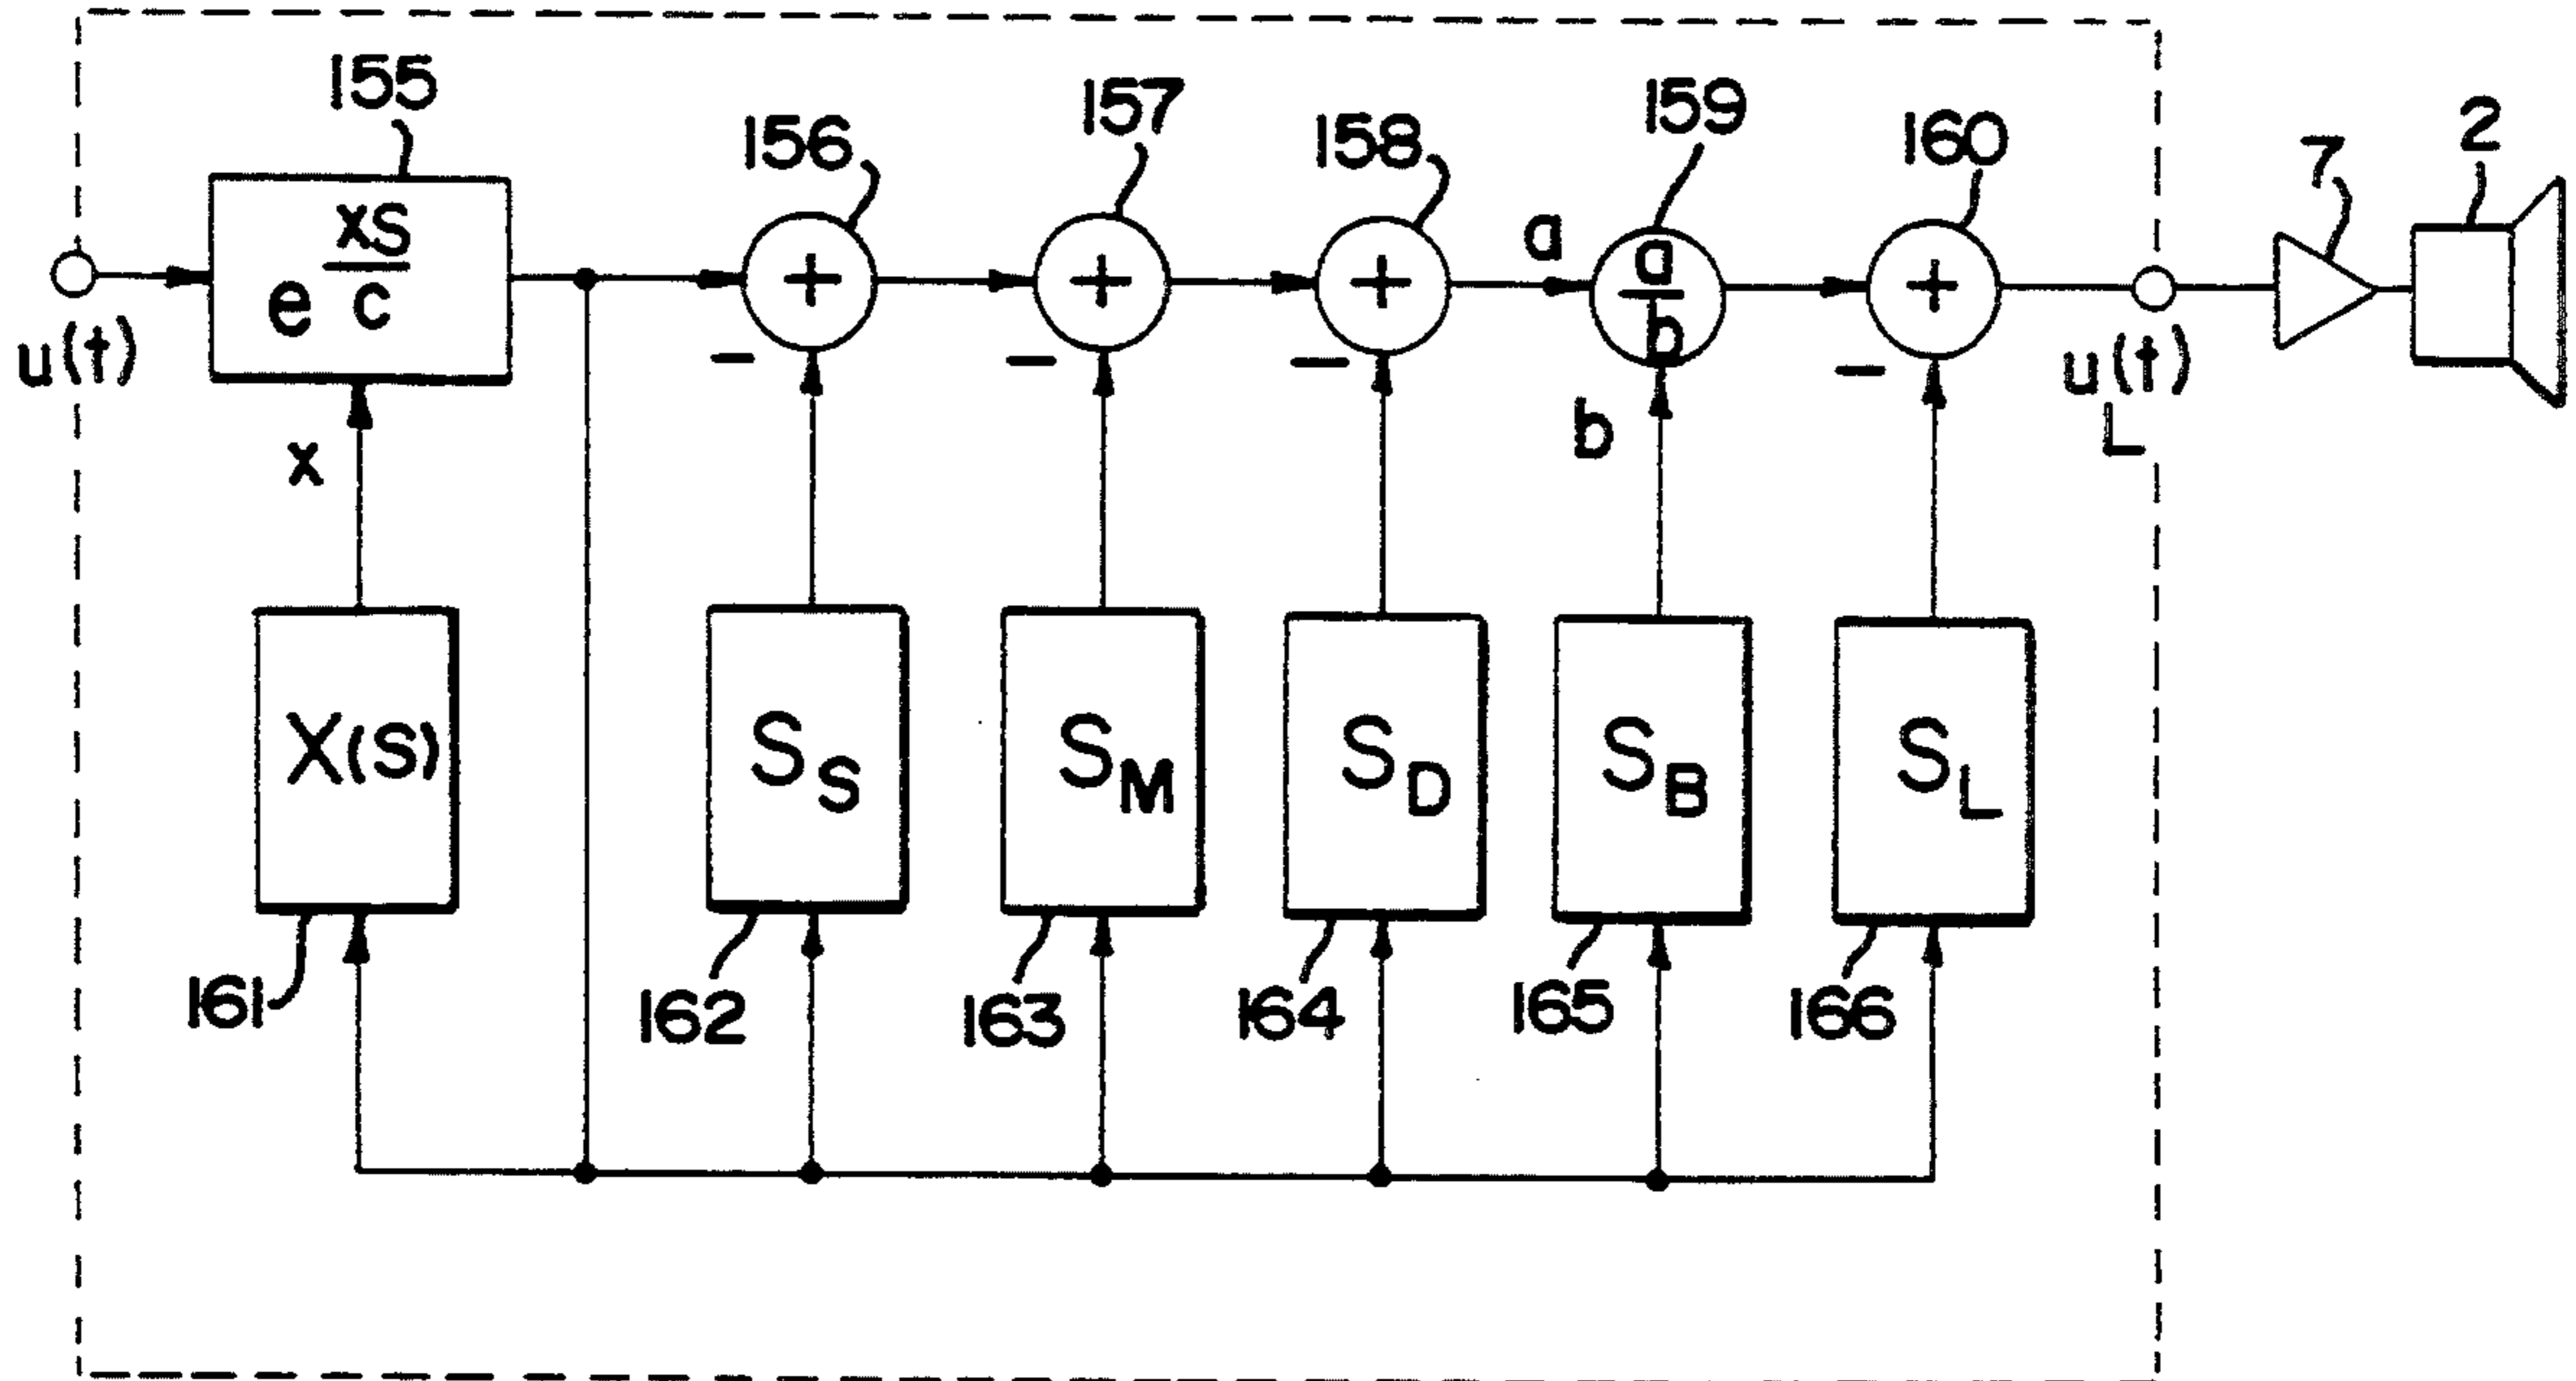 155
156
157
158
159
160
7
2
e xS/c
+
+
+
a
a/b
+
u(t)
−
−
−
−
u(t)
L
x
b
X(S)
S_S
S_M
S_D
S_B
S_L
161
162
163
164
165
166